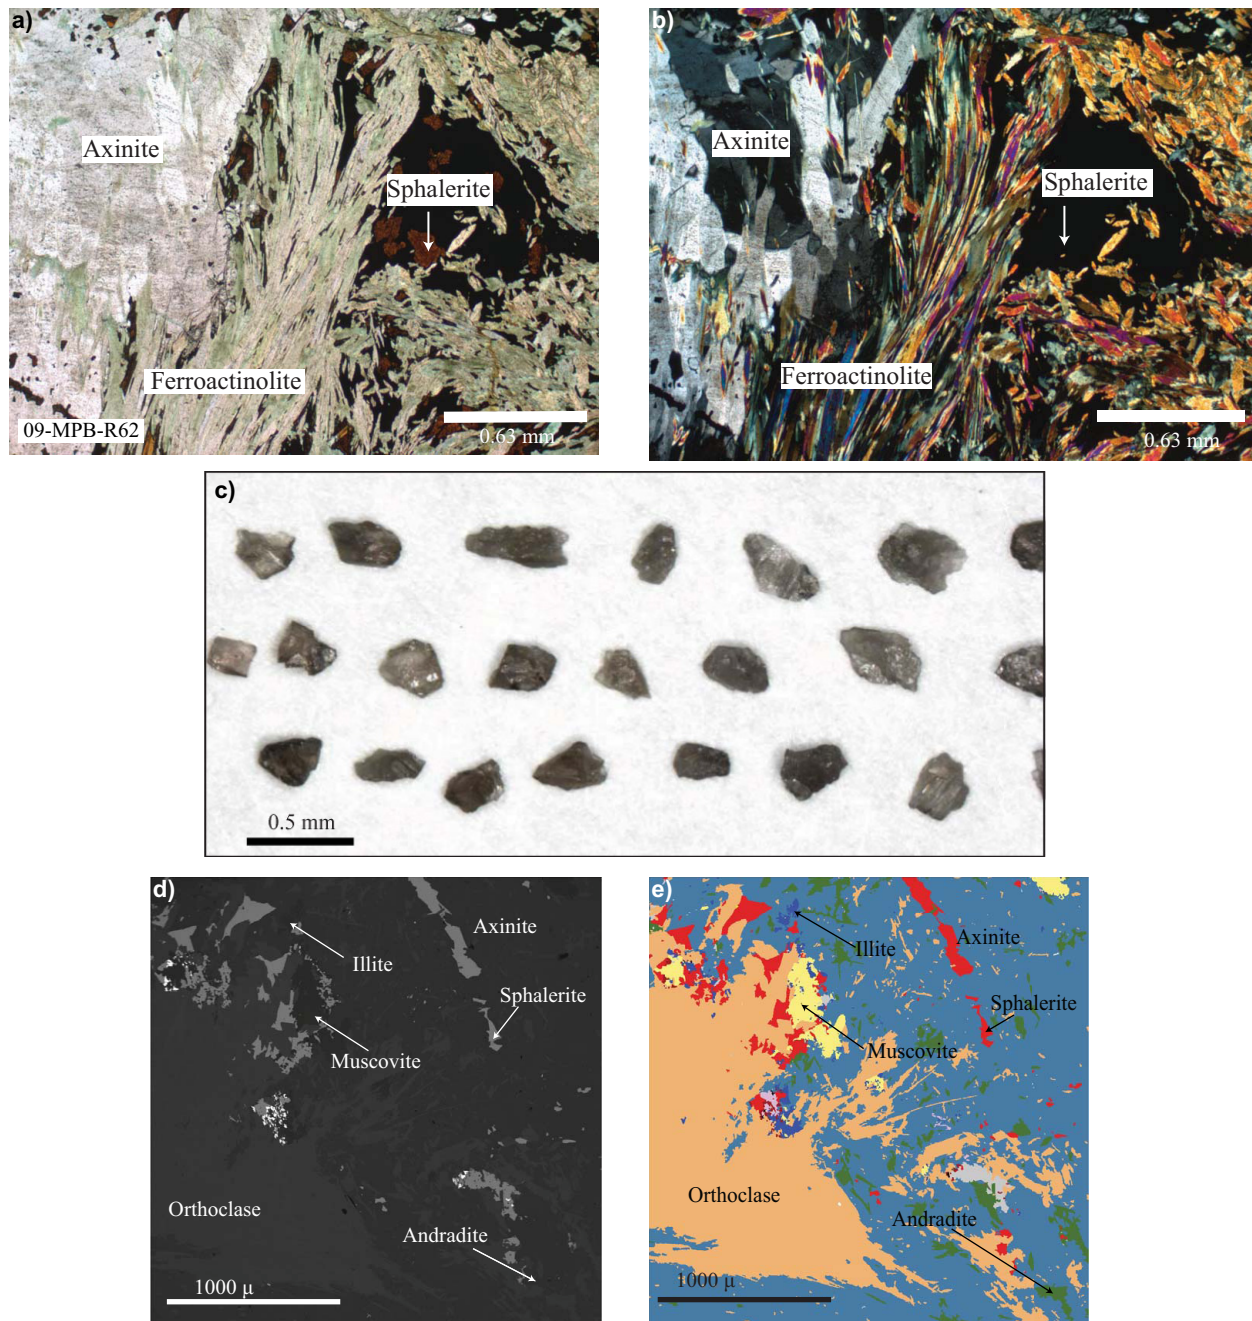 a)
Axinite
Sphalerite
Ferroactinolite
09-MPB-R62
0.63 mm
b)
Axinite
Sphalerite
Ferroactinolite
0.63 mm
c)
0.5 mm
d)
Axinite
Illite
Sphalerite
Muscovite
Orthoclase
Andradite
1000 µ
e)
Illite
Axinite
Sphalerite
Muscovite
Orthoclase
Andradite
1000 µ